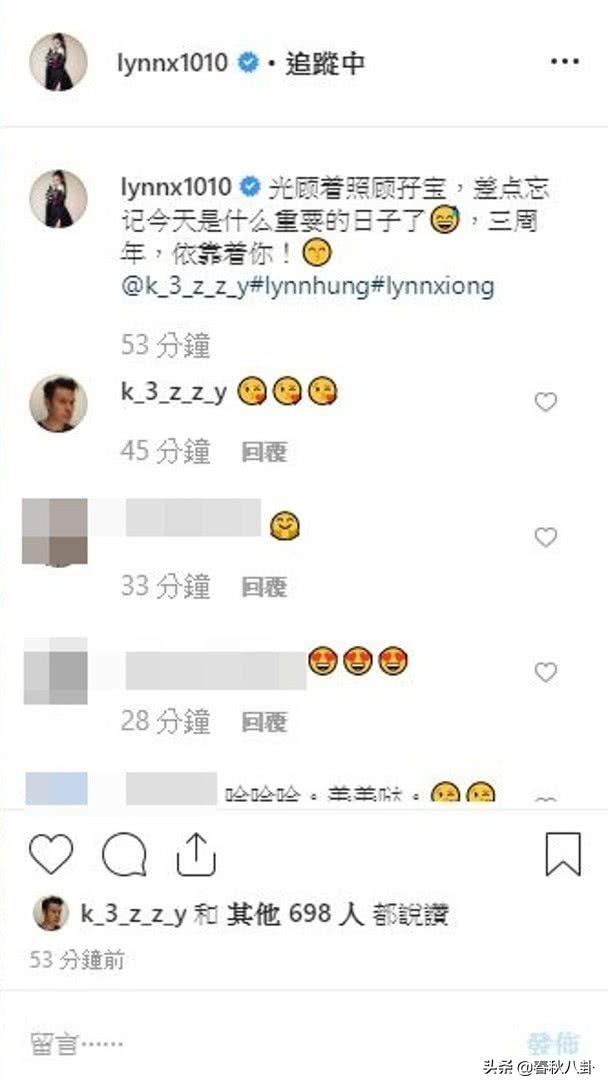 lynnx1010 • 追蹤中
lynnx1010 光顾着照顾孖宝，差点忘
记今天是什么重要的日子了😅，三周
年，依靠着你！😙
@k_3_z_z_y#lynnhung#lynnxiong
53 分鐘
k_3_z_z_y 😘😘😘
45 分鐘 回覆
🤗
33 分鐘 回覆
😍😍😍
28 分鐘 回覆
哈哈哈。美美哒。😘😘
k_3_z_z_y 和 其他 698 人 都說讚
53 分鐘前
留言······
發佈
头条 @春秋八卦